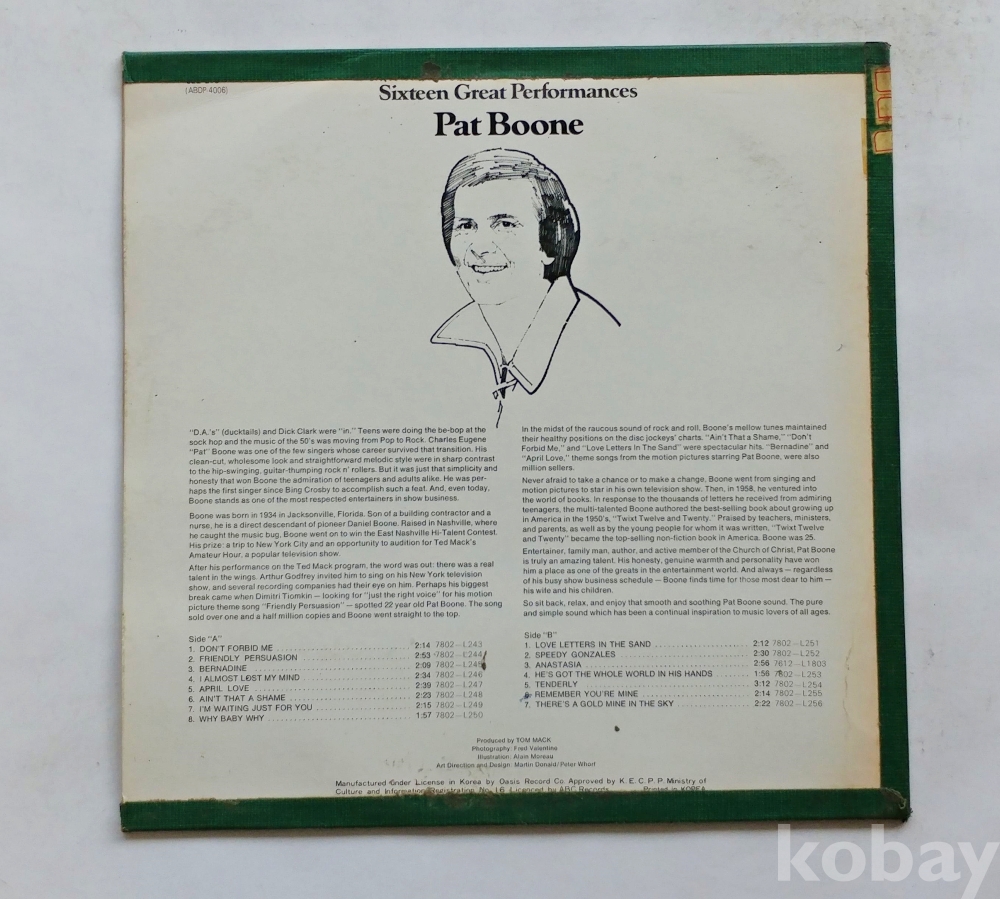 (ABDP-4006)
Sixteen Great Performances
Pat Boone
"D.A.'s" (ducktails) and Dick Clark were "in." Teens were doing the be-bop at the
sock hop and the music of the 50's was moving from Pop to Rock. Charles Eugene
"Pat" Boone was one of the few singers whose career survived that transition. His
clean-cut, wholesome look and straightforward melodic style were in sharp contrast
to the hip-swinging, guitar-thumping rock n' rollers. But it was just that simplicity and
honesty that won Boone the admiration of teenagers and adults alike. He was per-
haps the first singer since Bing Crosby to accomplish such a feat. And, even today,
Boone stands as one of the most respected entertainers in show business.
Boone was born in 1934 in Jacksonville, Florida. Son of a building contractor and a
nurse, he is a direct descendant of pioneer Daniel Boone. Raised in Nashville, where
he caught the music bug, Boone went on to win the East Nashville Hi-Talent Contest.
His prize: a trip to New York City and an opportunity to audition for Ted Mack's
Amateur Hour, a popular television show.
After his performance on the Ted Mack program, the word was out: there was a real
talent in the wings. Arthur Godfrey invited him to sing on his New York television
show, and several recording companies had their eye on him. Perhaps his biggest
break came when Dimitri Tiomkin – looking for "just the right voice" for his motion
picture theme song "Friendly Persuasion" – spotted 22 year old Pat Boone. The song
sold over one and a half million copies and Boone went straight to the top.
In the midst of the raucous sound of rock and roll, Boone's mellow tunes maintained
their healthy positions on the disc jockeys' charts. "Ain't That a Shame," "Don't
Forbid Me," and "Love Letters In The Sand" were spectacular hits. "Bernadine" and
"April Love," theme songs from the motion pictures starring Pat Boone, were also
million sellers.
Never afraid to take a chance or to make a change, Boone went from singing and
motion pictures to star in his own television show. Then, in 1958, he ventured into
the world of books. In response to the thousands of letters he received from admiring
teenagers, the multi-talented Boone authored the best-selling book about growing up
in America in the 1950's, "Twixt Twelve and Twenty." Praised by teachers, ministers,
and parents, as well as by the young people for whom it was written, "Twixt Twelve
and Twenty" became the top-selling non-fiction book in America. Boone was 25.
Entertainer, family man, author, and active member of the Church of Christ, Pat Boone
is truly an amazing talent. His honesty, genuine warmth and personality have won
him a place as one of the greats in the entertainment world. And always – regardless
of his busy show business schedule – Boone finds time for those most dear to him –
his wife and his children.
So sit back, relax, and enjoy that smooth and soothing Pat Boone sound. The pure
and simple sound which has been a continual inspiration to music lovers of all ages.
Side "A"
1. DON'T FORBID ME 2:14 7802–L243
2. FRIENDLY PERSUASION 2:53 7802–L244
3. BERNADINE 2:09 7802–L245
4. I ALMOST LOST MY MIND 2:34 7802–L246
5. APRIL LOVE 2:39 7802–L247
6. AIN'T THAT A SHAME 2:23 7802–L248
7. I'M WAITING JUST FOR YOU 2:15 7802–L249
8. WHY BABY WHY 1:57 7802–L250
Side "B"
1. LOVE LETTERS IN THE SAND 2:12 7802–L251
2. SPEEDY GONZALES 2:30 7802–L252
3. ANASTASIA 2:56 7612–L1803
4. HE'S GOT THE WHOLE WORLD IN HIS HANDS 1:56 7802–L253
5. TENDERLY 3:12 7802–L254
6. REMEMBER YOU'RE MINE 2:14 7802–L255
7. THERE'S A GOLD MINE IN THE SKY 2:22 7802–L256
Produced by TOM MACK
Photography: Fred Valentine
Illustration: Alain Moreau
Art Direction and Design: Martin Donald/Peter Whorf
Manufactured Under License in Korea by Oasis Record Co. Approved by K.E.C.P.P. Ministry of
Culture and Information Registration No. 16 (Licenced by ABC Records Printed in KOREA
kobay